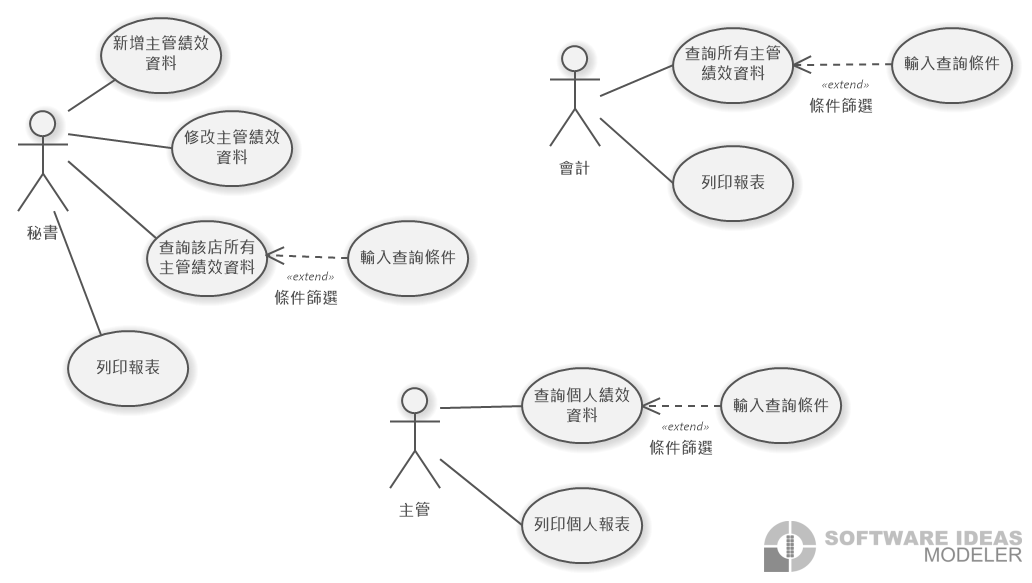 新增主管績效
資料
修改主管績效
資料
秘書
查詢該店所有
主管績效資料
輸入查詢條件
«extend»
條件篩選
列印報表
查詢所有主管
績效資料
輸入查詢條件
«extend»
條件篩選
會計
列印報表
查詢個人績效
資料
輸入查詢條件
«extend»
條件篩選
主管
列印個人報表
SOFTWARE IDEAS
MODELER